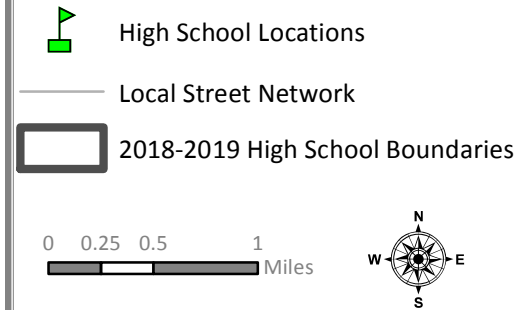 High School Locations
Local Street Network
2018-2019 High School Boundaries
0 0.25 0.5 1
Miles
N
W E
S